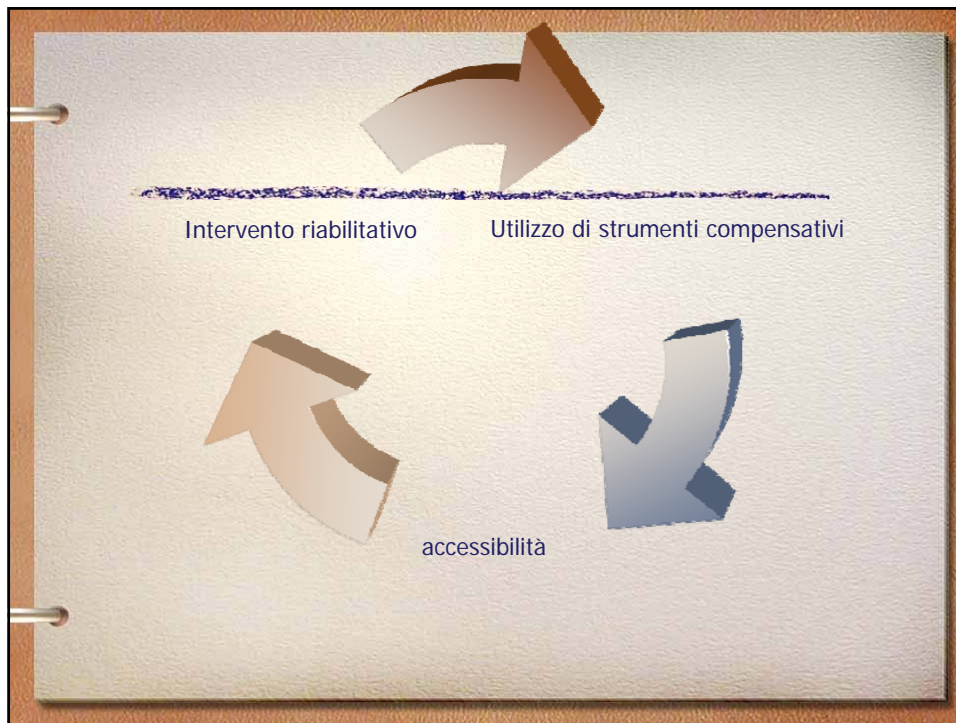 Intervento riabilitativo
Utilizzo di strumenti compensativi
accessibilità